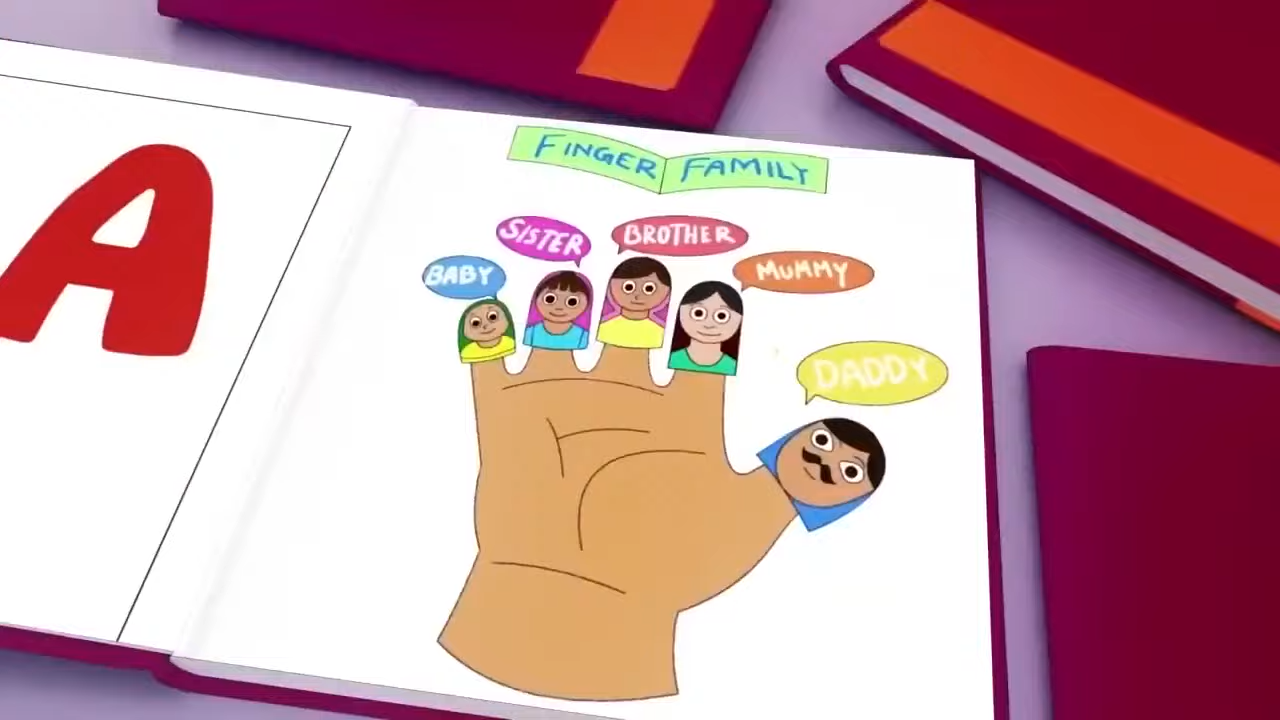 A
FINGER FAMILY
SISTER
BROTHER
BABY
MUMMY
DADDY